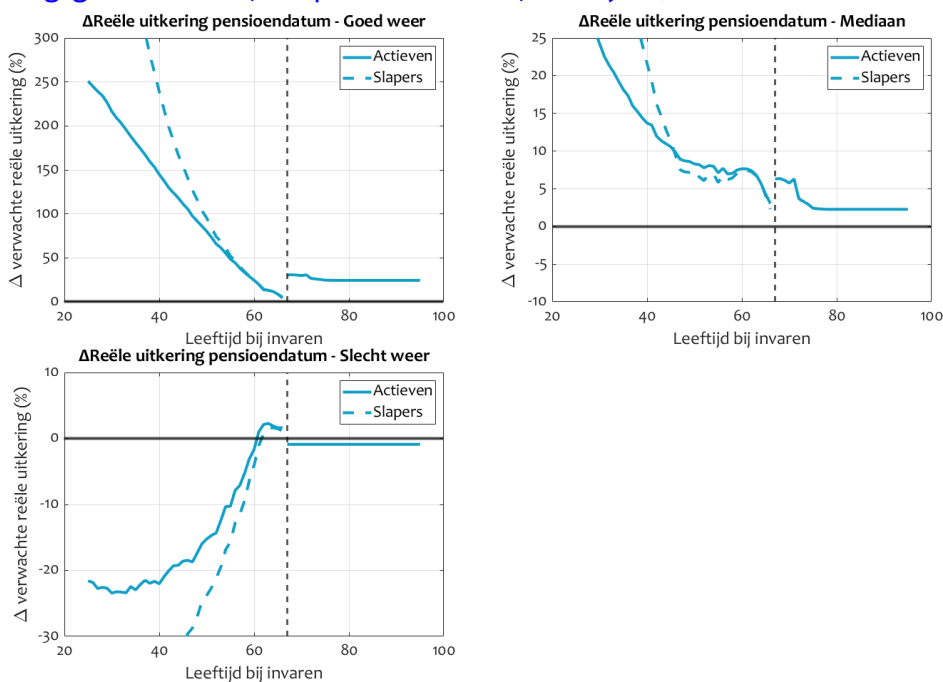 ΔReële uitkering pensioendatum - Goed weer
300
250
200
150
100
50
0
20
40
60
80
100
Δ verwachte reële uitkering (%)
Leeftijd bij invaren
Actieven
Slapers
ΔReële uitkering pensioendatum - Mediaan
25
20
15
10
5
0
-5
-10
20
40
60
80
100
Δ verwachte reële uitkering (%)
Leeftijd bij invaren
Actieven
Slapers
ΔReële uitkering pensioendatum - Slecht weer
10
0
-10
-20
-30
20
40
60
80
100
Δ verwachte reële uitkering (%)
Leeftijd bij invaren
Actieven
Slapers